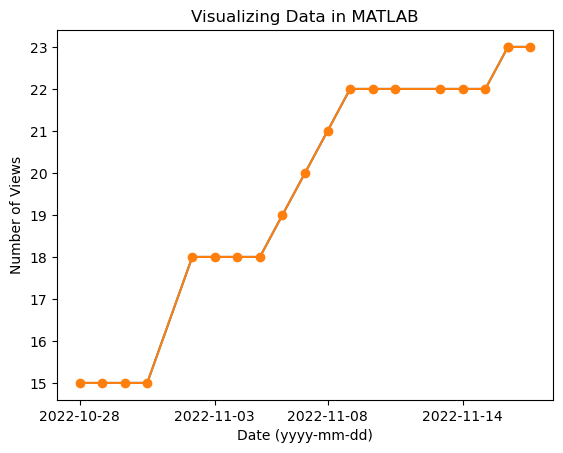 Visualizing Data in MATLAB
23
22
21
20
19
18
17
16
15
Number of Views
2022-10-28 2022-11-03 2022-11-08 2022-11-14
Date (yyyy-mm-dd)